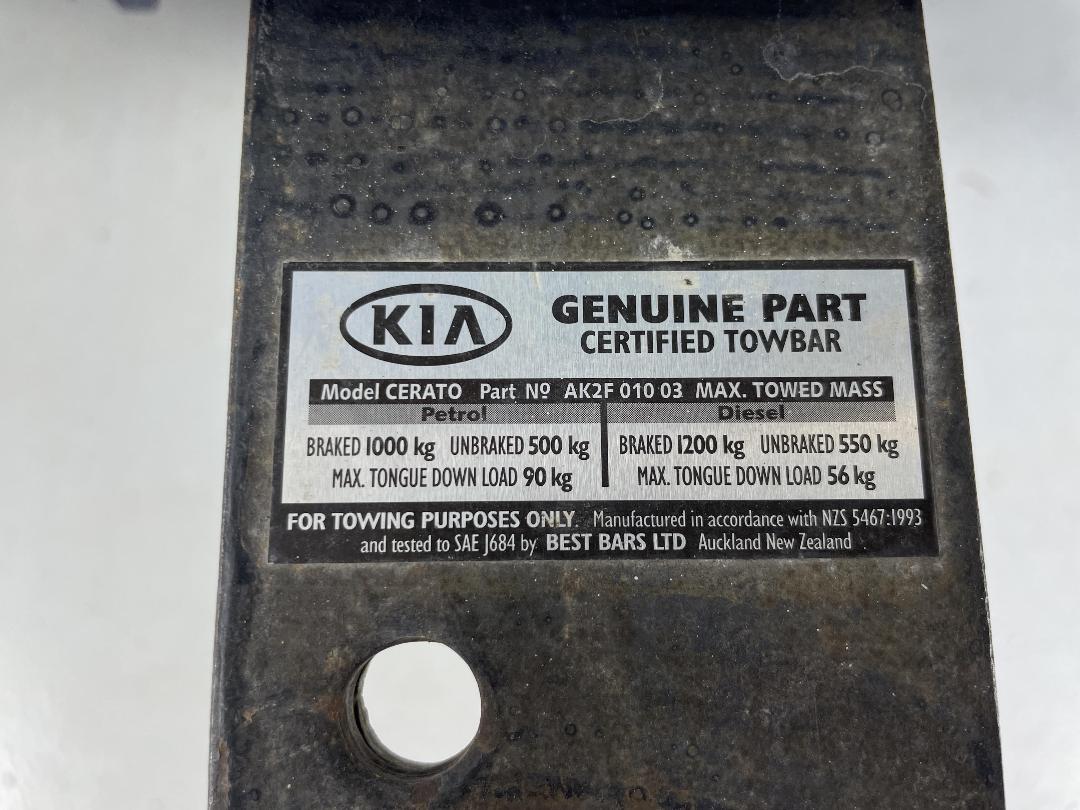 KIA
GENUINE PART
CERTIFIED TOWBAR
Model CERATO Part Nº AK2F 010 03 MAX. TOWED MASS
Petrol
BRAKED 1000 kg UNBRAKED 500 kg
MAX. TONGUE DOWN LOAD 90 kg
Diesel
BRAKED 1200 kg UNBRAKED 550 kg
MAX. TONGUE DOWN LOAD 56 kg
FOR TOWING PURPOSES ONLY. Manufactured in accordance with NZS 5467:1993
and tested to SAE J684 by BEST BARS LTD Auckland New Zealand